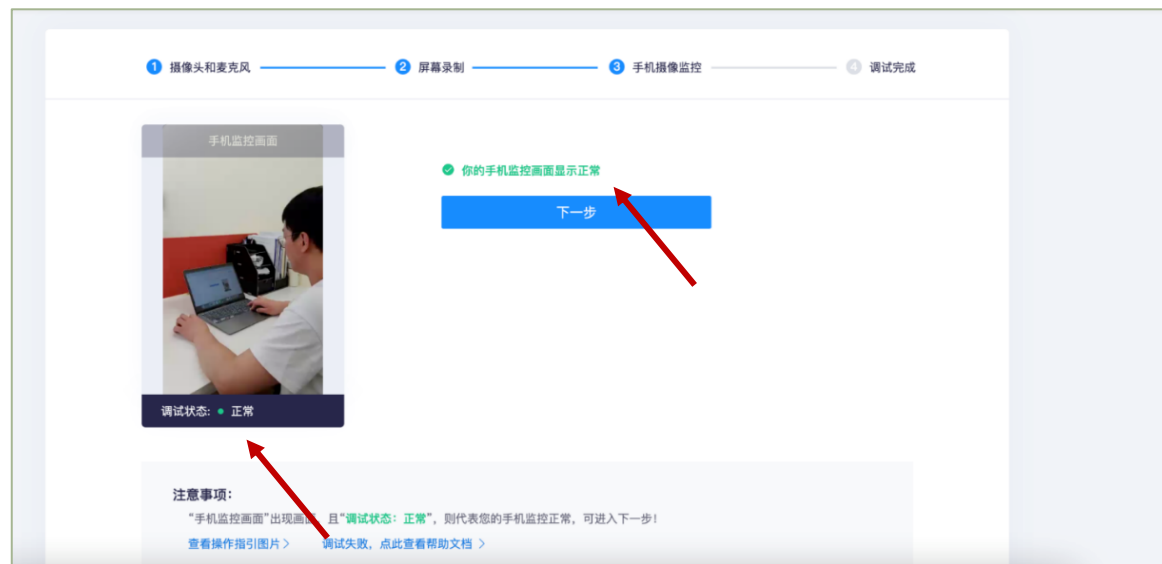 1 摄像头和麦克风 2 屏幕录制 3 手机摄像监控 4 调试完成
手机监控画面
你的手机监控画面显示正常
下一步
调试状态: 正常
注意事项:
“手机监控画面”出现画面，且“调试状态: 正常”，则代表您的手机监控正常，可进入下一步!
查看操作指引图片 > 调试失败，点此查看帮助文档 >